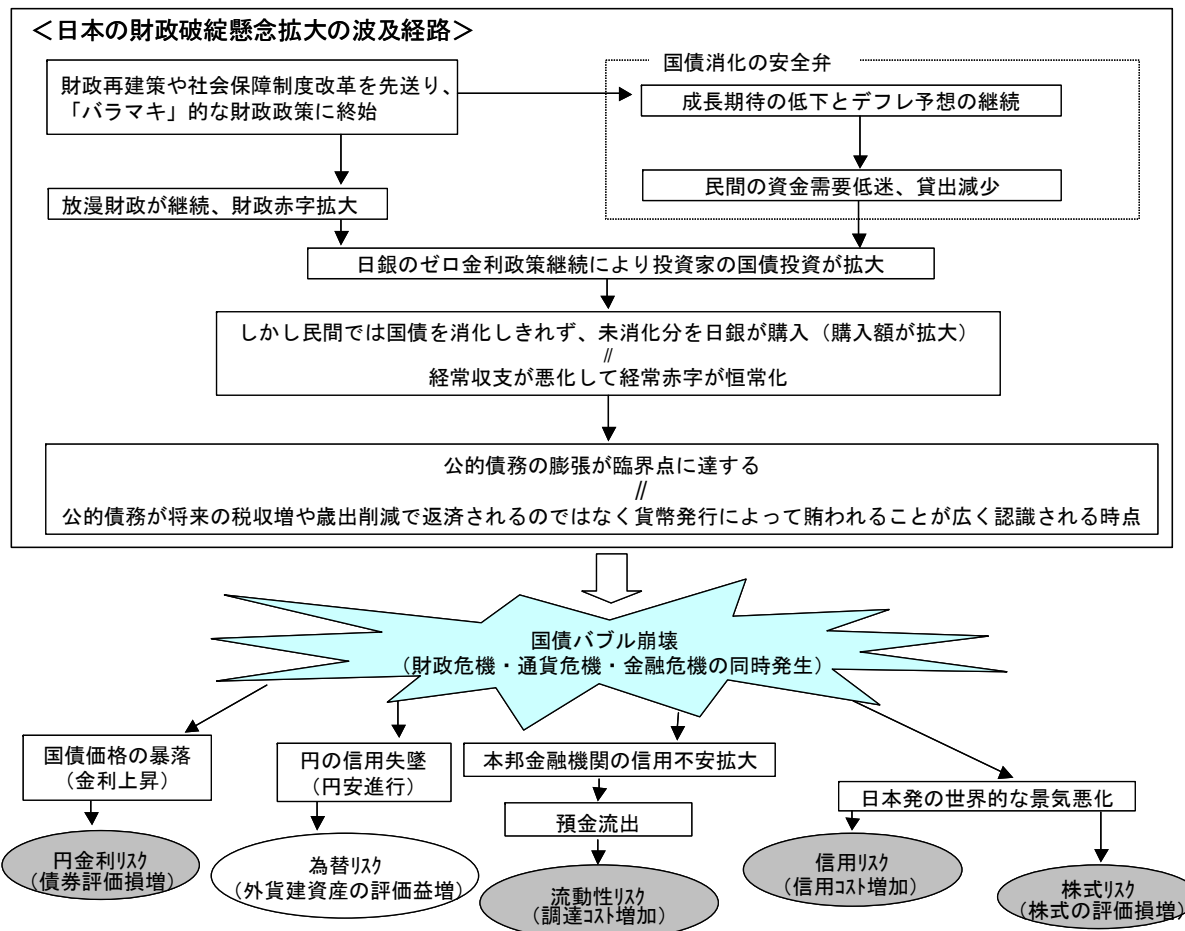 ＜日本の財政破綻懸念拡大の波及経路＞
財政再建策や社会保障制度改革を先送り、
「バラマキ」的な財政政策に終始
国債消化の安全弁
成長期待の低下とデフレ予想の継続
民間の資金需要低迷、貸出減少
放漫財政が継続、財政赤字拡大
日銀のゼロ金利政策継続により投資家の国債投資が拡大
しかし民間では国債を消化しきれず、未消化分を日銀が購入（購入額が拡大）
//
経常収支が悪化して経常赤字が恒常化
公的債務の膨張が臨界点に達する
//
公的債務が将来の税収増や歳出削減で返済されるのではなく貨幣発行によって賄われることが広く認識される時点
国債バブル崩壊
（財政危機・通貨危機・金融危機の同時発生）
国債価格の暴落
（金利上昇）
円金利ﾘｽｸ
（債券評価損増）
円の信用失墜
（円安進行）
為替ﾘｽｸ
（外貨建資産の評価益増）
本邦金融機関の信用不安拡大
預金流出
流動性ﾘｽｸ
（調達ｺｽﾄ増加）
日本発の世界的な景気悪化
信用ﾘｽｸ
（信用ｺｽﾄ増加）
株式ﾘｽｸ
（株式の評価損増）